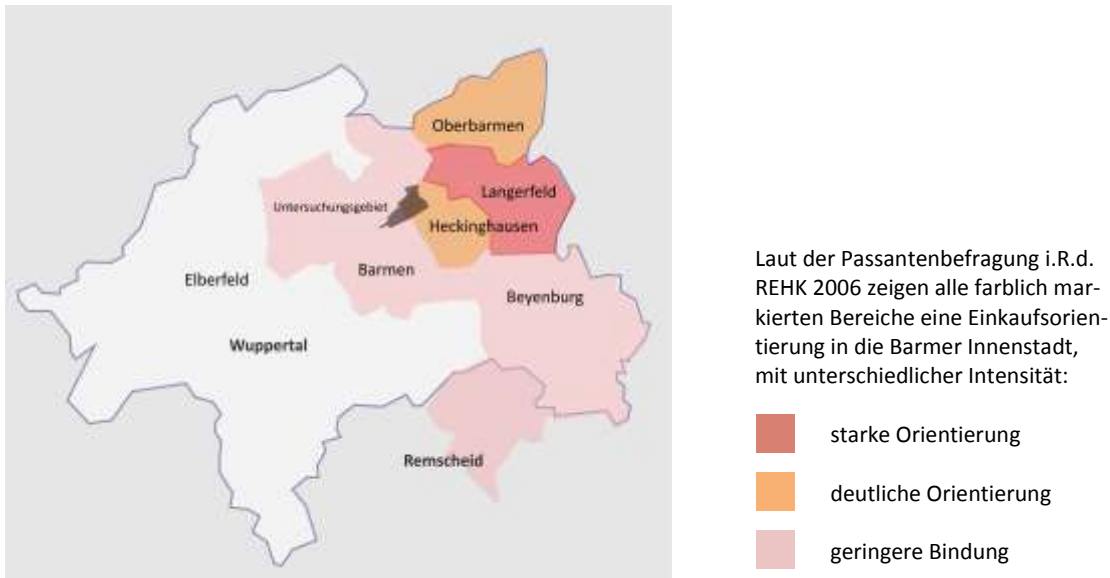 Oberbarmen
Langerfeld
Untersuchungsgebiet
Heckinghausen
Barmen
Elberfeld
Beyenburg
Wuppertal
Remscheid
Laut der Passantenbefragung i.R.d.
REHK 2006 zeigen alle farblich mar-
kierten Bereiche eine Einkaufsorien-
tierung in die Barmer Innenstadt,
mit unterschiedlicher Intensität:
starke Orientierung
deutliche Orientierung
geringere Bindung